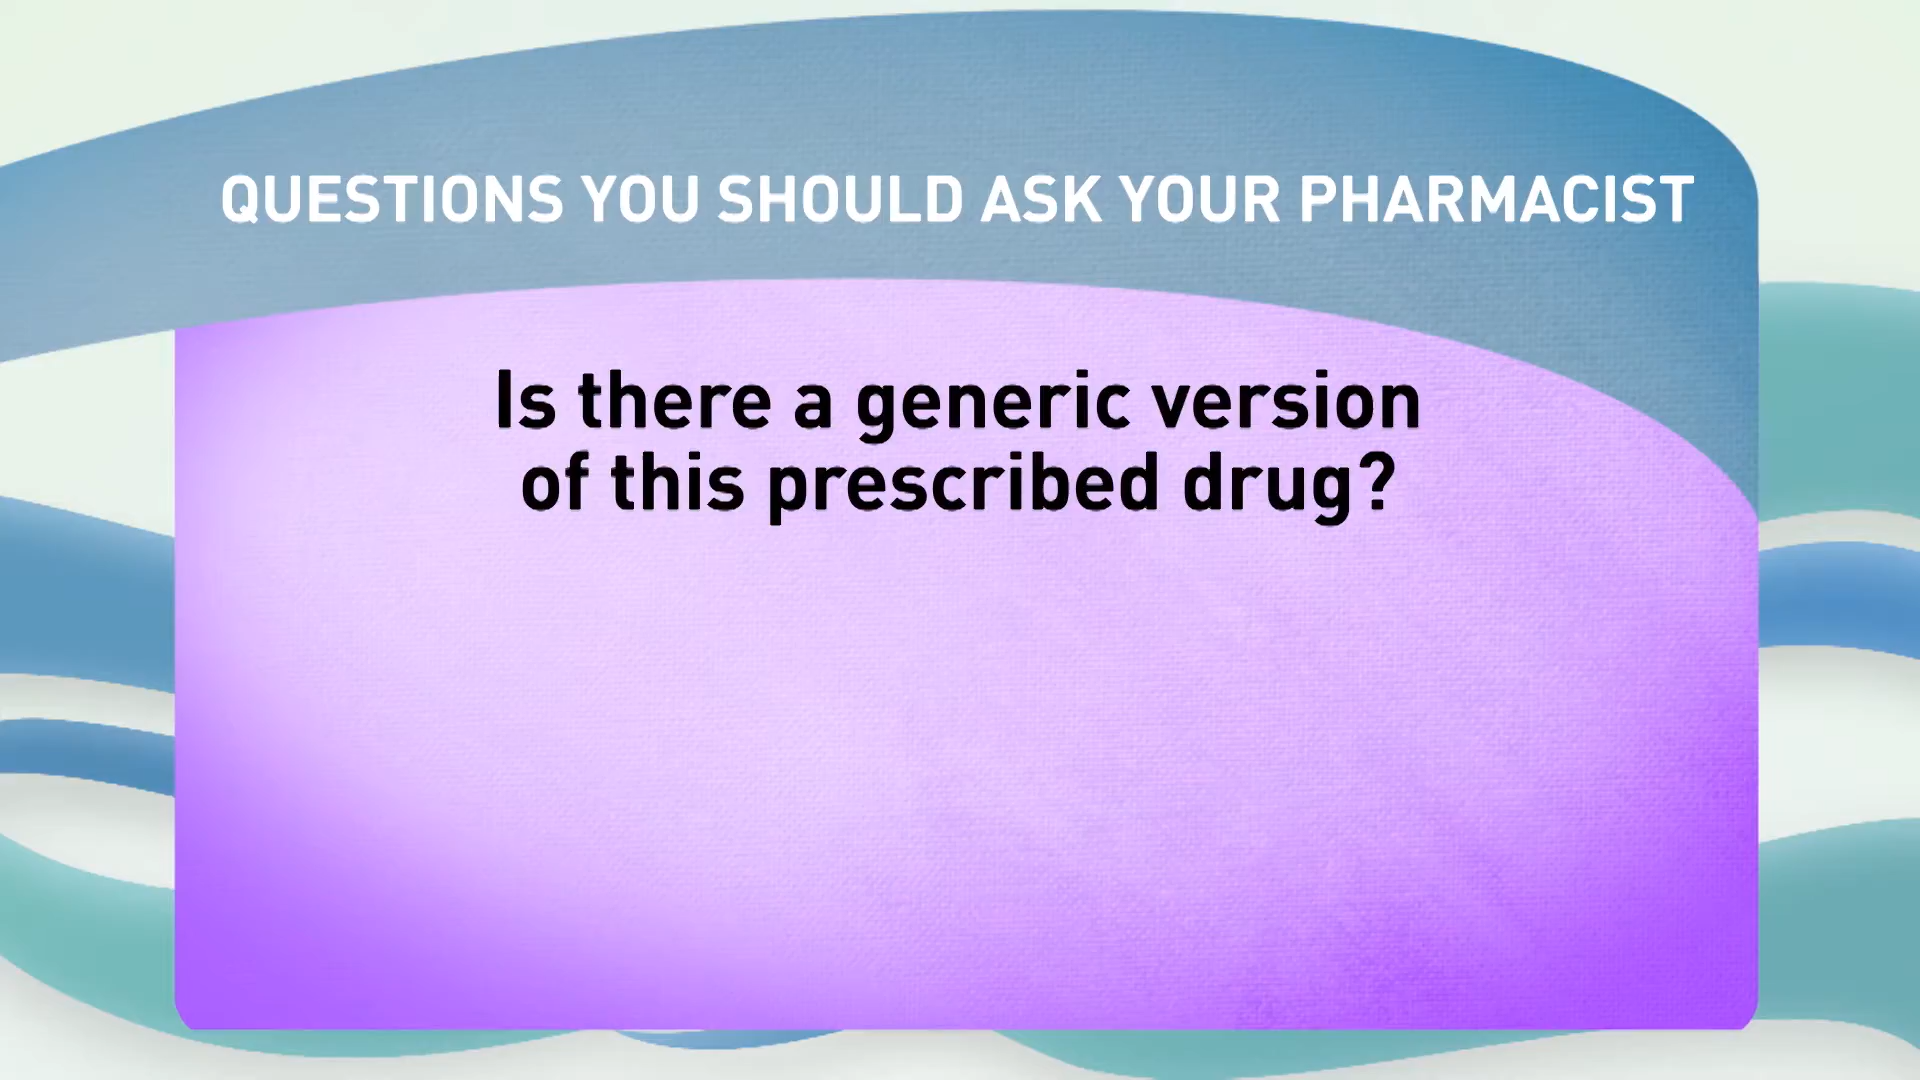 QUESTIONS YOU SHOULD ASK YOUR PHARMACIST
Is there a generic version
of this prescribed drug?